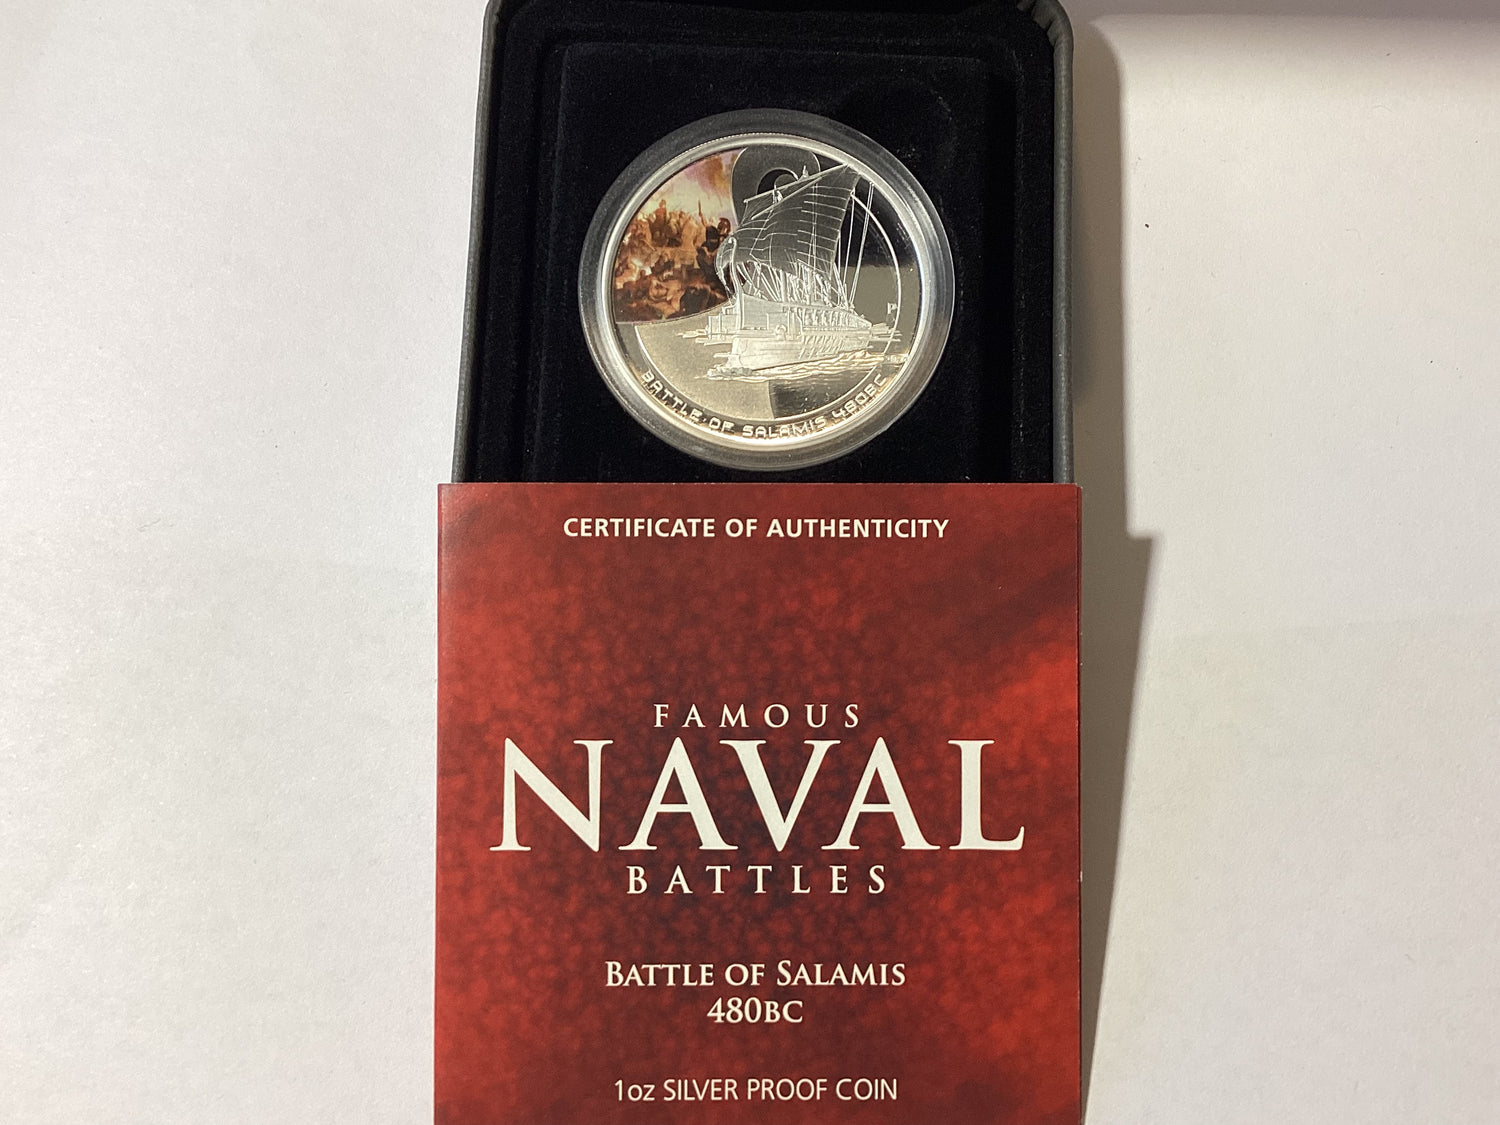 BATTLE OF SALAMIS 480BC
CERTIFICATE OF AUTHENTICITY
FAMOUS
NAVAL
BATTLES
BATTLE OF SALAMIS
480BC
1oz SILVER PROOF COIN